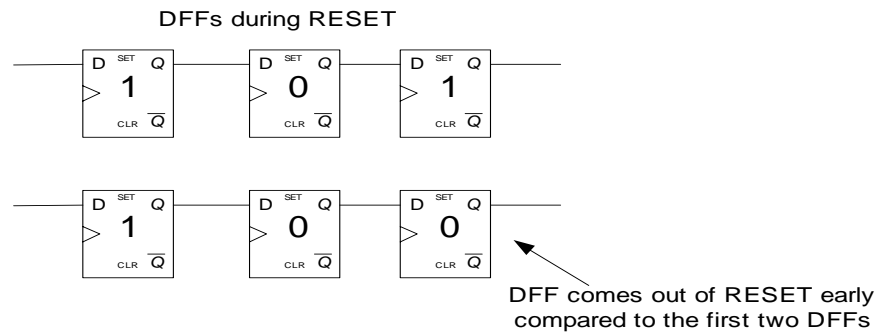 DFFs during RESET
D SET Q D SET Q D SET Q
1 0 1
CLR Q CLR Q CLR Q
D SET Q D SET Q D SET Q
1 0 0
CLR Q CLR Q CLR Q
DFF comes out of RESET early
compared to the first two DFFs